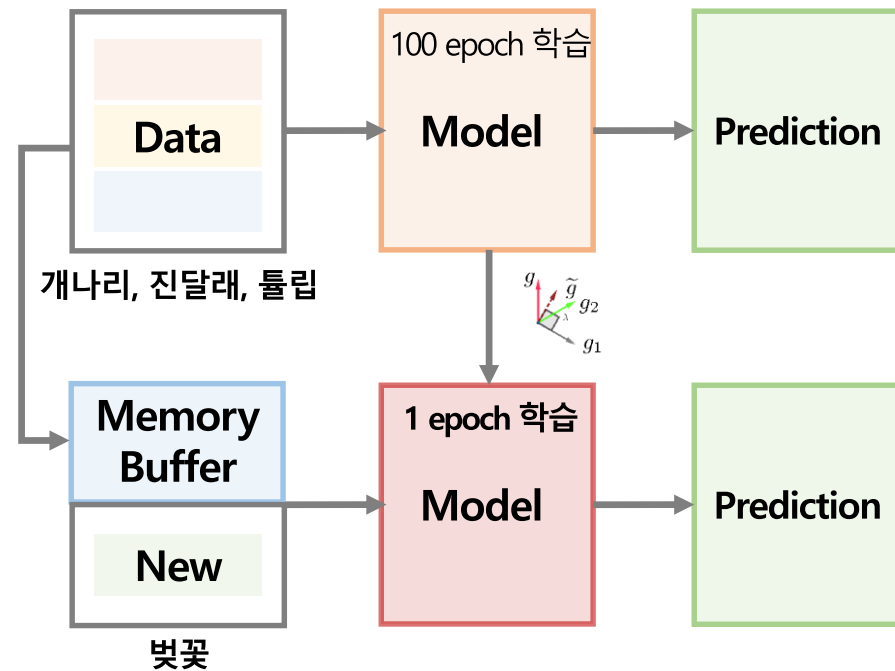 100 epoch 학습
Data
Model
Prediction
개나리, 진달래, 튤립
g
g̃
g₂
λ
g₁
Memory
Buffer
1 epoch 학습
Model
Prediction
New
벚꽃